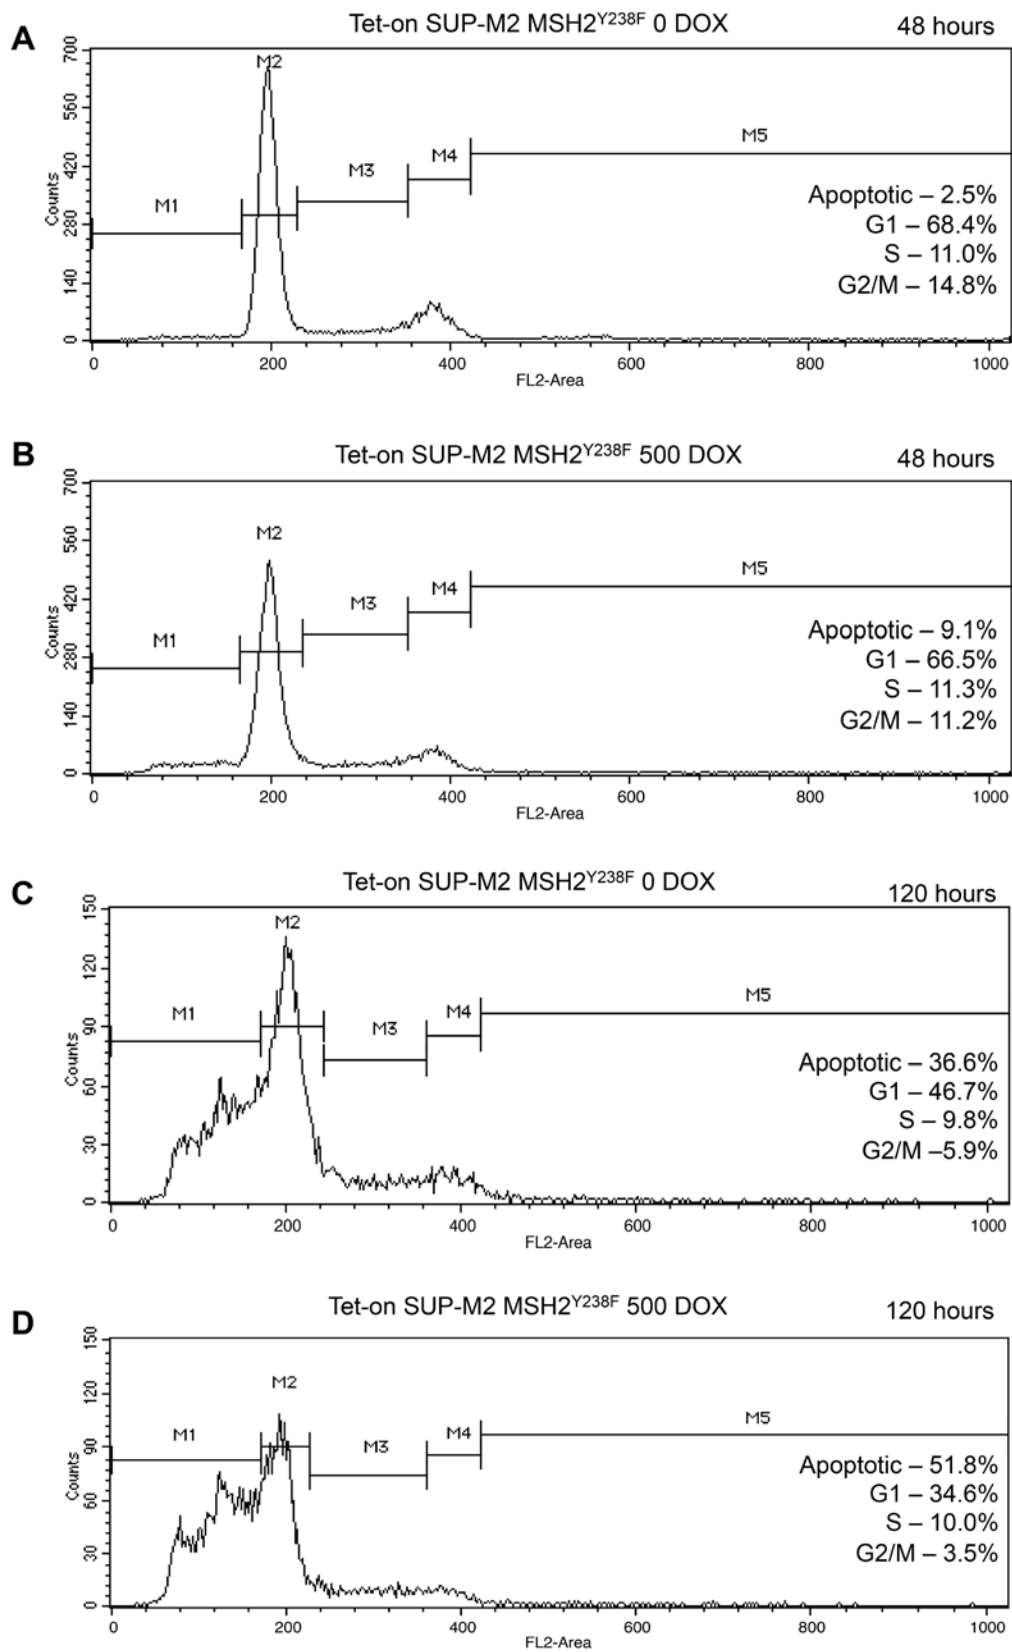 A
Tet-on SUP-M2 MSH2Y238F 0 DOX
48 hours
700
560
420
280
140
0
Counts
M1
M2
M3
M4
M5
Apoptotic – 2.5%
G1 – 68.4%
S – 11.0%
G2/M – 14.8%
0 200 400 600 800 1000
FL2-Area
B
Tet-on SUP-M2 MSH2Y238F 500 DOX
48 hours
700
560
420
280
140
0
Counts
M1
M2
M3
M4
M5
Apoptotic – 9.1%
G1 – 66.5%
S – 11.3%
G2/M – 11.2%
0 200 400 600 800 1000
FL2-Area
C
Tet-on SUP-M2 MSH2Y238F 0 DOX
120 hours
150
120
90
60
30
0
Counts
M1
M2
M3
M4
M5
Apoptotic – 36.6%
G1 – 46.7%
S – 9.8%
G2/M –5.9%
0 200 400 600 800 1000
FL2-Area
D
Tet-on SUP-M2 MSH2Y238F 500 DOX
120 hours
150
120
90
60
30
0
Counts
M1
M2
M3
M4
M5
Apoptotic – 51.8%
G1 – 34.6%
S – 10.0%
G2/M – 3.5%
0 200 400 600 800 1000
FL2-Area